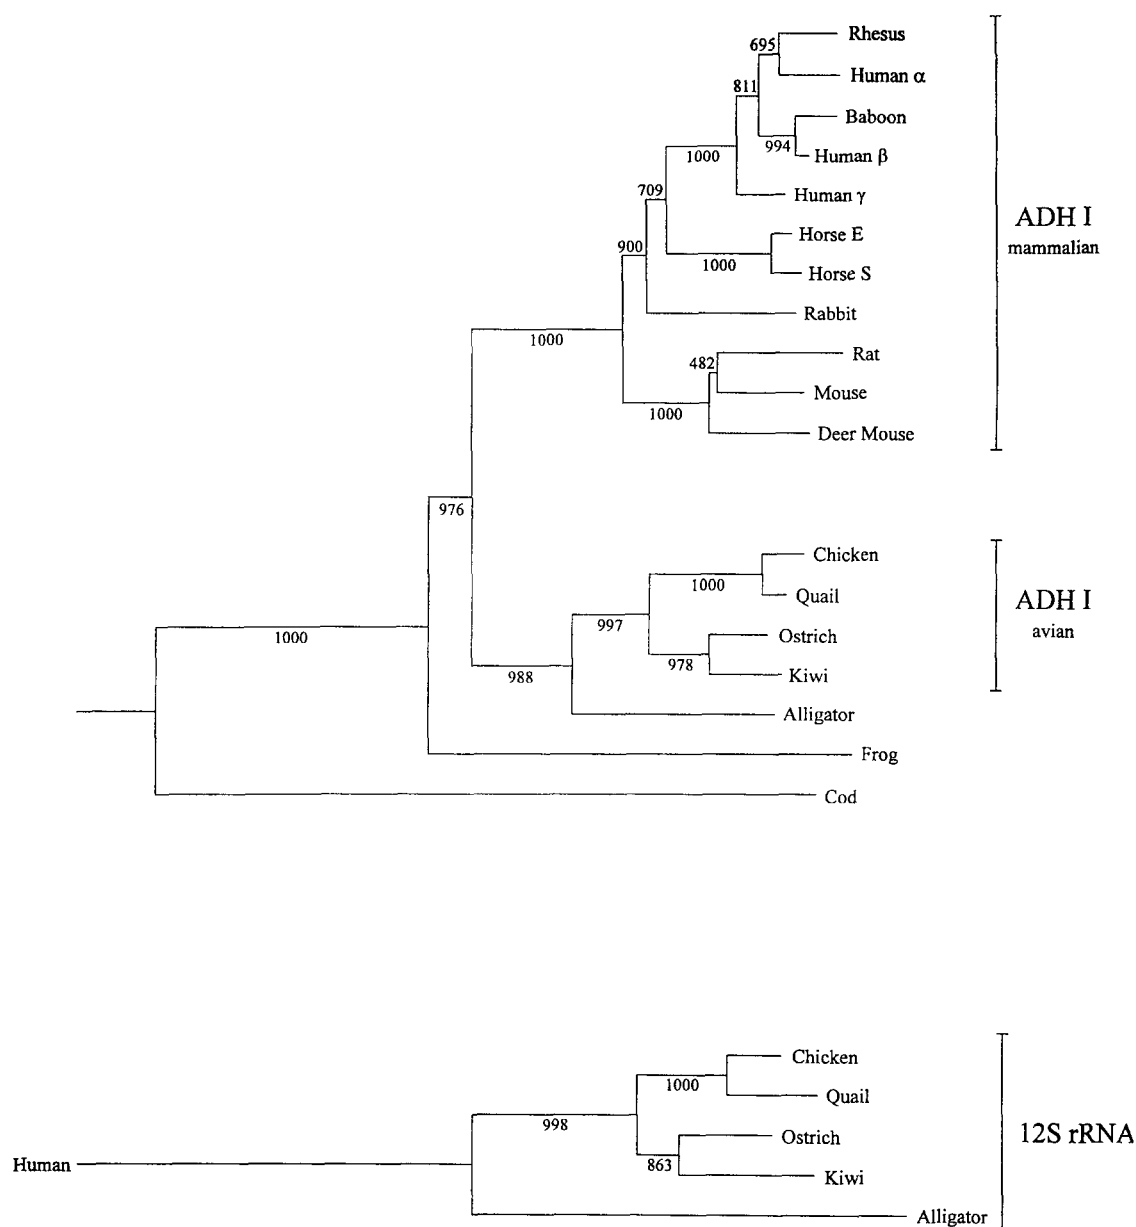 Rhesus
695
Human α
811
Baboon
994
Human β
1000
Human γ
709
ADH I
mammalian
Horse E
900
1000
Horse S
Rabbit
1000
Rat
482
Mouse
1000
Deer Mouse
976
Chicken
1000
Quail
ADH I
avian
997
Ostrich
1000
978
Kiwi
988
Alligator
Frog
Cod
Chicken
1000
Quail
998
12S rRNA
Ostrich
Human
863
Kiwi
Alligator